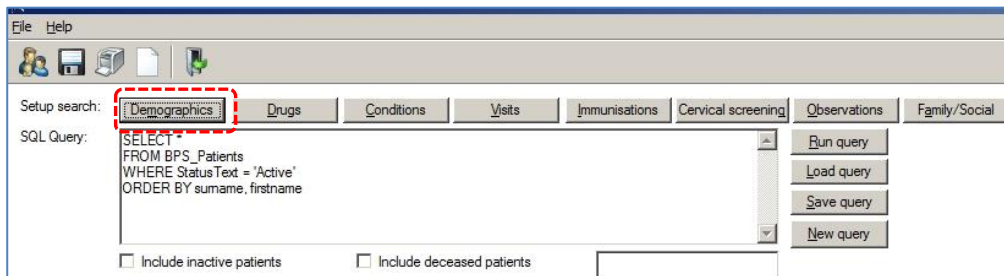 File Help
Setup search: Demographics Drugs Conditions Visits Immunisations Cervical screening Observations Family/Social
SQL Query: SELECT * Run query
FROM BPS_Patients
WHERE StatusText = 'Active' Load query
ORDER BY surname, firstname
Save query
New query
Include inactive patients Include deceased patients